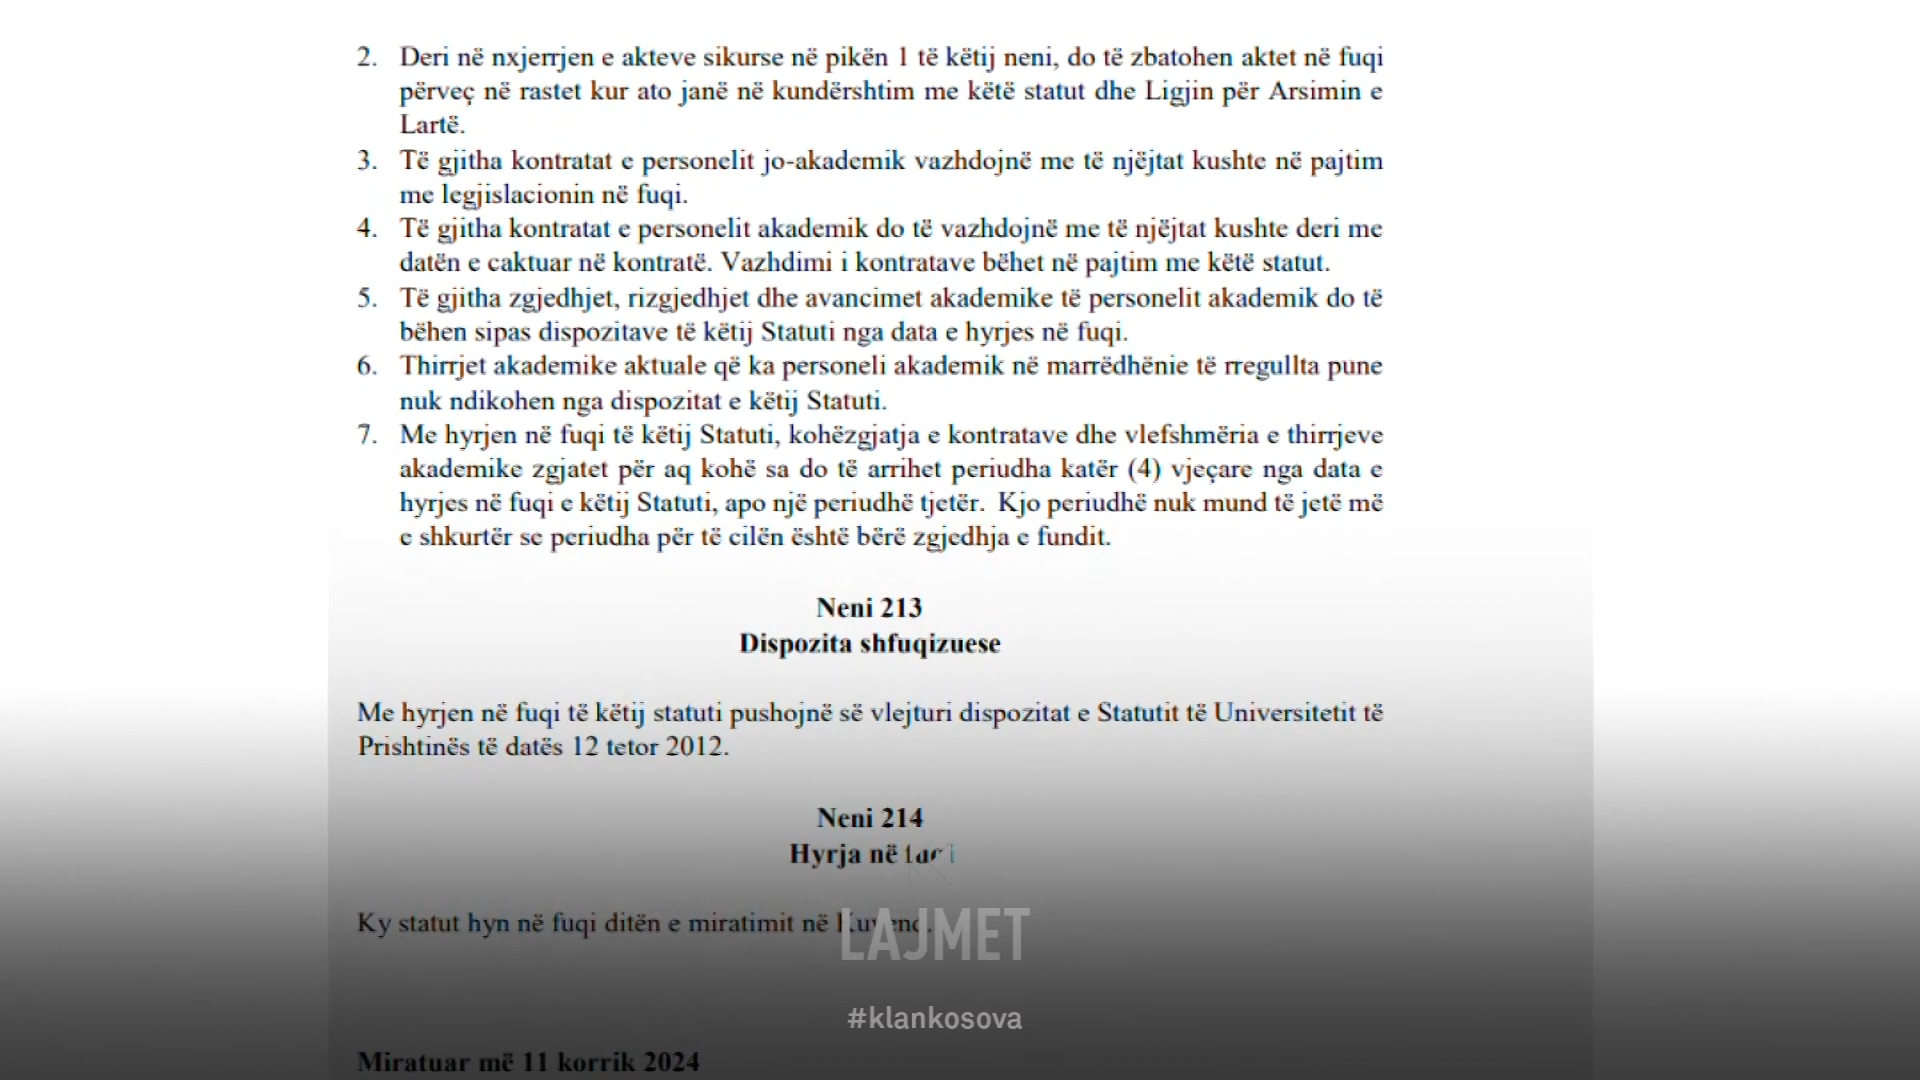 2. Deri në nxjerrjen e akteve sikurse në pikën 1 të këtij neni, do të zbatohen aktet në fuqi
përveç në rastet kur ato janë në kundërshtim me këtë statut dhe Ligjin për Arsimin e
Lartë.
3. Të gjitha kontratat e personelit jo-akademik vazhdojnë me të njëjtat kushte në pajtim
me legjislacionin në fuqi.
4. Të gjitha kontratat e personelit akademik do të vazhdojnë me të njëjtat kushte deri me
datën e caktuar në kontratë. Vazhdimi i kontratave bëhet në pajtim me këtë statut.
5. Të gjitha zgjedhjet, rizgjedhjet dhe avancimet akademike të personelit akademik do të
bëhen sipas dispozitave të këtij Statuti nga data e hyrjes në fuqi.
6. Thirrjet akademike aktuale që ka personeli akademik në marrëdhënie të rregullta pune
nuk ndikohen nga dispozitat e këtij Statuti.
7. Me hyrjen në fuqi të këtij Statuti, kohëzgjatja e kontratave dhe vlefshmëria e thirrjeve
akademike zgjatet për aq kohë sa do të arrihet periudha katër (4) vjeçare nga data e
hyrjes në fuqi e këtij Statuti, apo një periudhë tjetër. Kjo periudhë nuk mund të jetë më
e shkurtër se periudha për të cilën është bërë zgjedhja e fundit.
Neni 213
Dispozita shfuqizuese
Me hyrjen në fuqi të këtij statuti pushojnë së vlejturi dispozitat e Statutit të Universitetit të
Prishtinës të datës 12 tetor 2012.
Neni 214
Hyrja në
Ky statut hyn në fuqi ditën e miratimit në
LAJMET
#klankosova
Miratuar më 11 korrik 2024